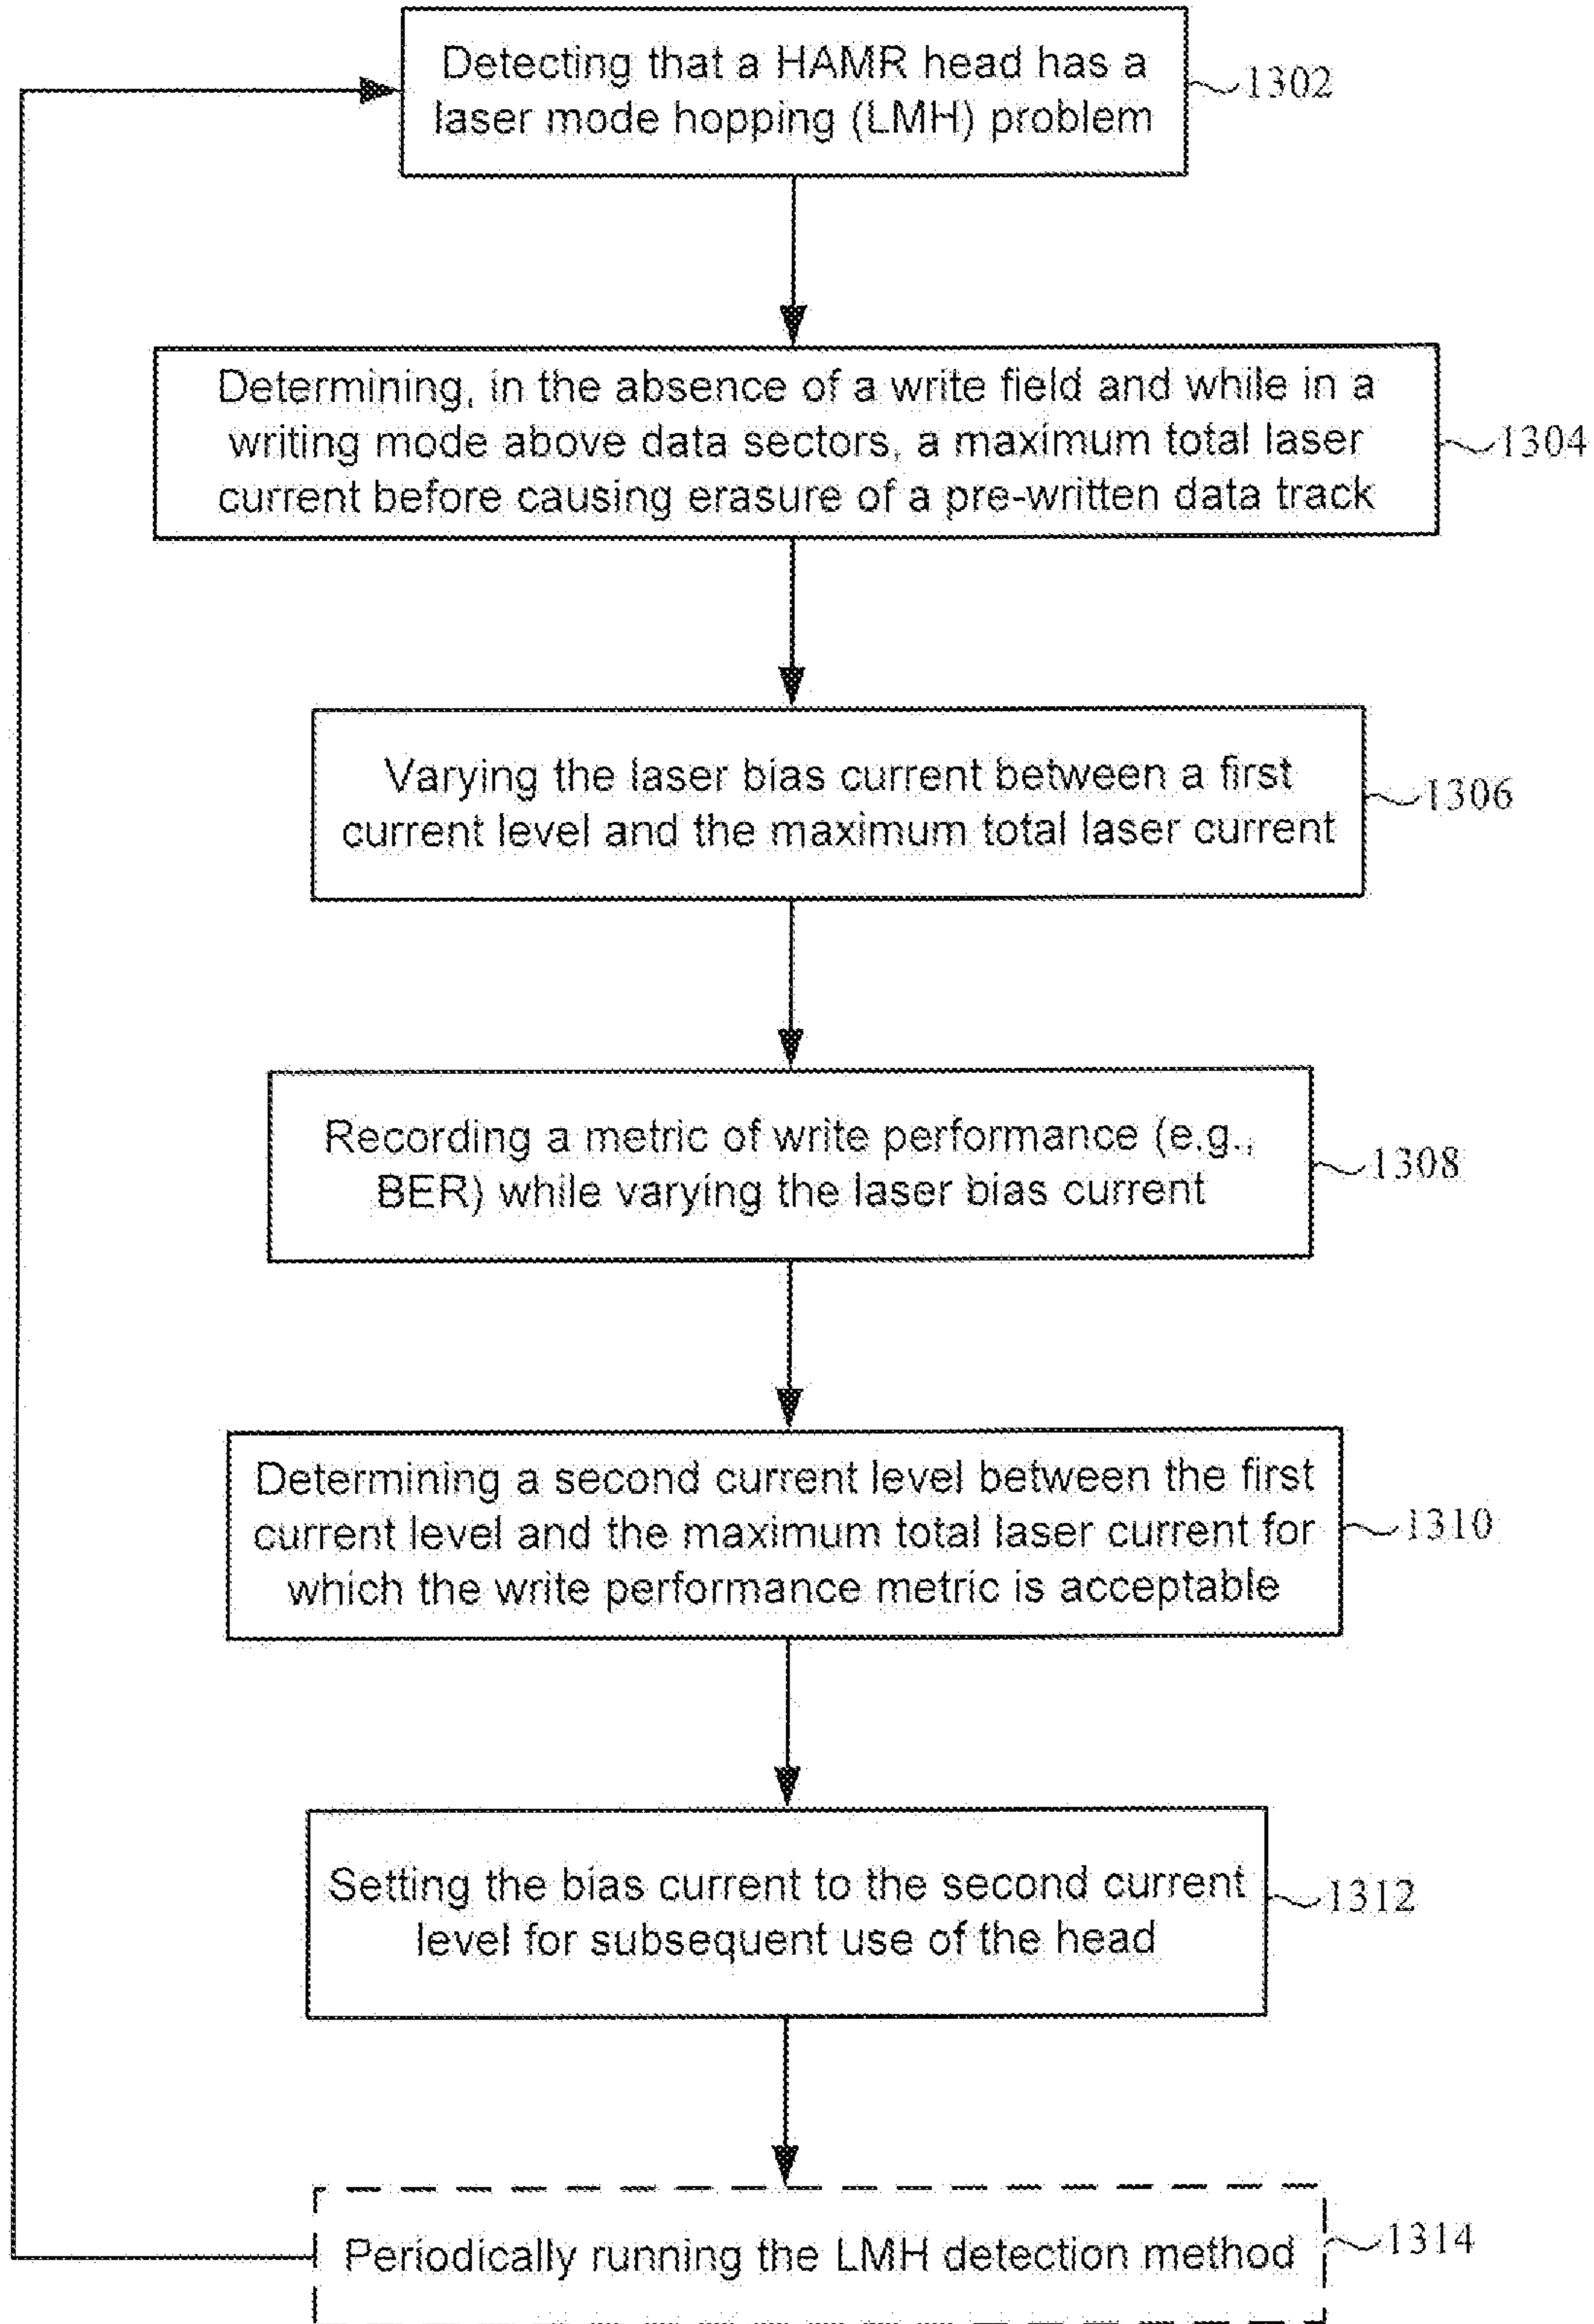 Detecting that a HAMR head has a
laser mode hopping (LMH) problem
1302
Determining, in the absence of a write field and while in a
writing mode above data sectors, a maximum total laser
current before causing erasure of a pre-written data track
1304
Varying the laser bias current between a first
current level and the maximum total laser current
1306
Recording a metric of write performance (e.g.,
BER) while varying the laser bias current
1308
Determining a second current level between the first
current level and the maximum total laser current for
which the write performance metric is acceptable
1310
Setting the bias current to the second current
level for subsequent use of the head
1312
Periodically running the LMH detection method
1314